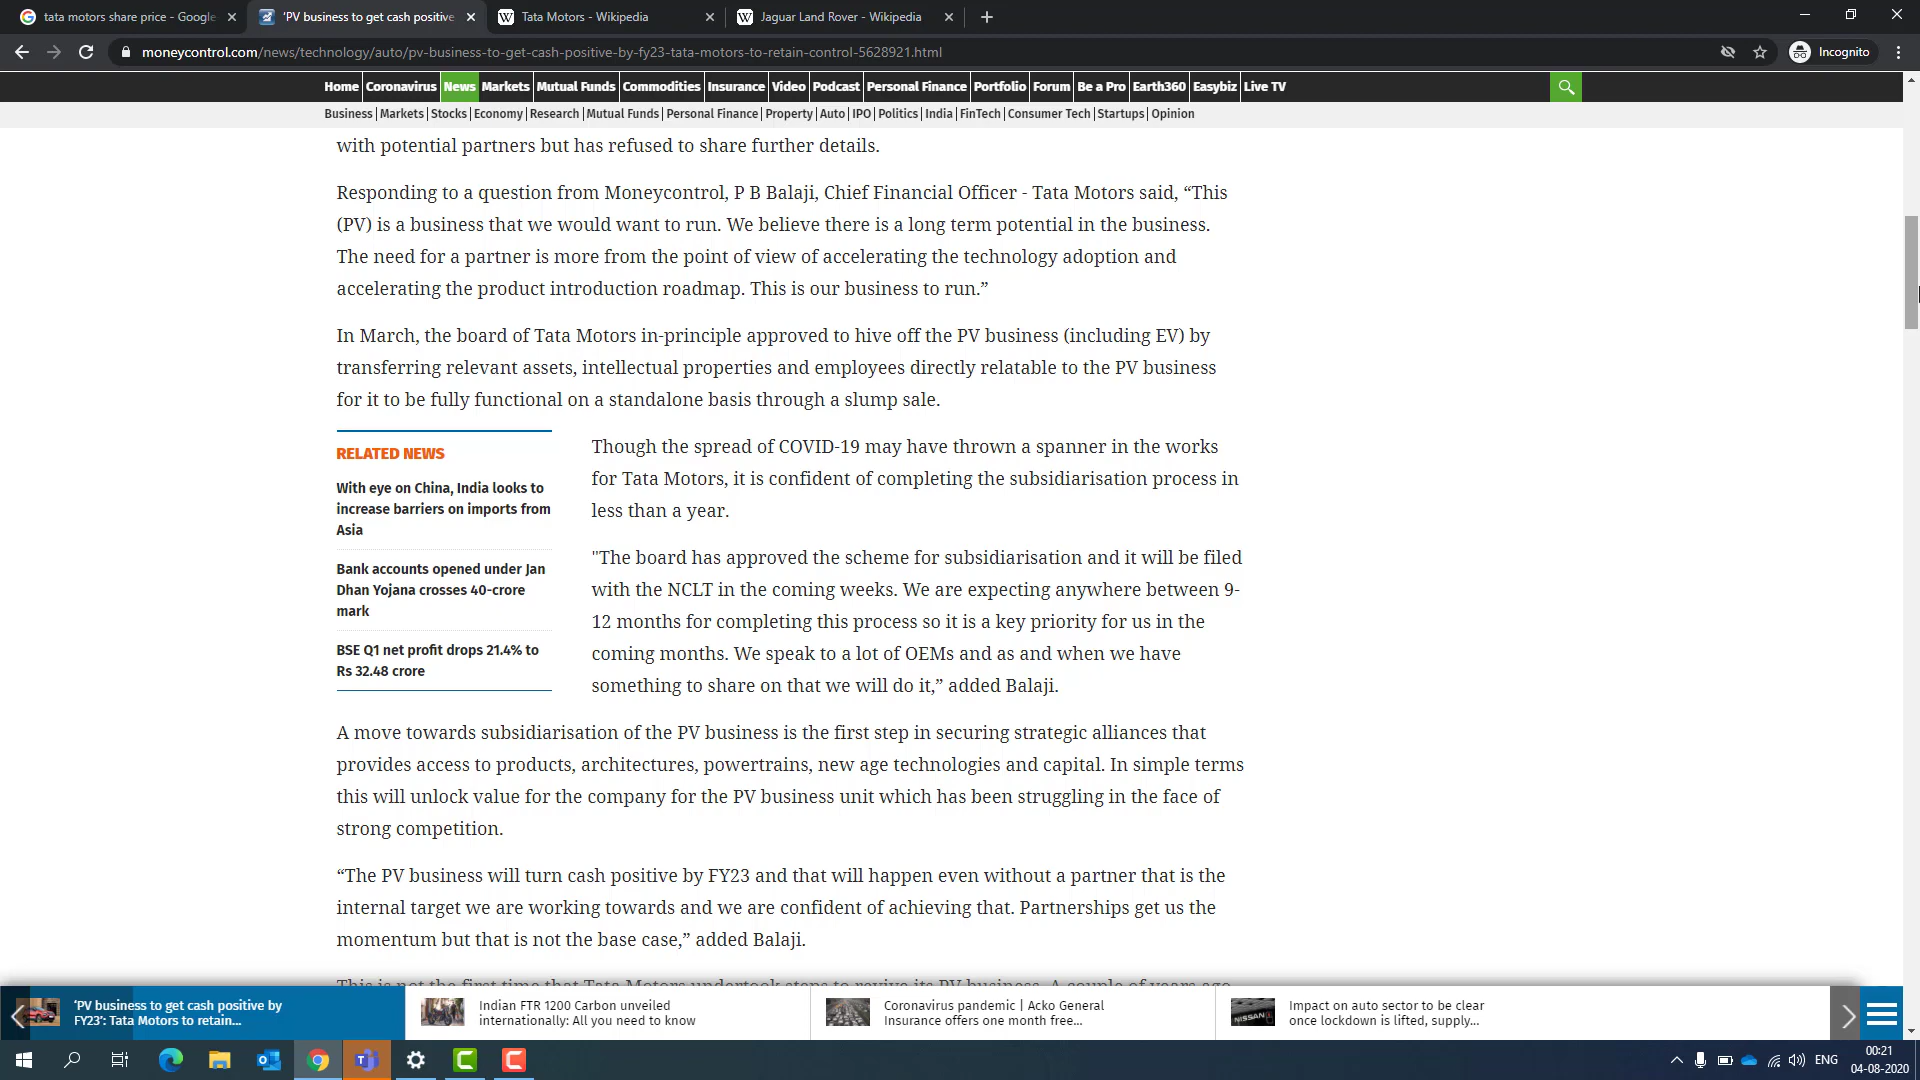 tata motors share price - Google
'PV business to get cash positive
Tata Motors - Wikipedia
Jaguar Land Rover - Wikipedia
moneycontrol.com/news/technology/auto/pv-business-to-get-cash-positive-by-fy23-tata-motors-to-retain-control-5628921.html
Incognito
Home Coronavirus News Markets Mutual Funds Commodities Insurance Video Podcast Personal Finance Portfolio Forum Be a Pro Earth360 Easybiz Live TV
Business Markets Stocks Economy Research Mutual Funds Personal Finance Property Auto IPO Politics India FinTech Consumer Tech Startups Opinion
with potential partners but has refused to share further details.
Responding to a question from Moneycontrol, P B Balaji, Chief Financial Officer - Tata Motors said, “This
(PV) is a business that we would want to run. We believe there is a long term potential in the business.
The need for a partner is more from the point of view of accelerating the technology adoption and
accelerating the product introduction roadmap. This is our business to run.”
In March, the board of Tata Motors in-principle approved to hive off the PV business (including EV) by
transferring relevant assets, intellectual properties and employees directly relatable to the PV business
for it to be fully functional on a standalone basis through a slump sale.
RELATED NEWS
With eye on China, India looks to
increase barriers on imports from
Asia
Bank accounts opened under Jan
Dhan Yojana crosses 40-crore
mark
BSE Q1 net profit drops 21.4% to
Rs 32.48 crore
Though the spread of COVID-19 may have thrown a spanner in the works
for Tata Motors, it is confident of completing the subsidiarisation process in
less than a year.
"The board has approved the scheme for subsidiarisation and it will be filed
with the NCLT in the coming weeks. We are expecting anywhere between 9-
12 months for completing this process so it is a key priority for us in the
coming months. We speak to a lot of OEMs and as and when we have
something to share on that we will do it,” added Balaji.
A move towards subsidiarisation of the PV business is the first step in securing strategic alliances that
provides access to products, architectures, powertrains, new age technologies and capital. In simple terms
this will unlock value for the company for the PV business unit which has been struggling in the face of
strong competition.
“The PV business will turn cash positive by FY23 and that will happen even without a partner that is the
internal target we are working towards and we are confident of achieving that. Partnerships get us the
momentum but that is not the base case,” added Balaji.
This is not the first time that Tata Motors undertook steps to revive its PV business. A couple of years ago
'PV business to get cash positive by
FY23': Tata Motors to retain...
Indian FTR 1200 Carbon unveiled
internationally: All you need to know
Coronavirus pandemic | Acko General
Insurance offers one month free...
NISSAN
Impact on auto sector to be clear
once lockdown is lifted, supply...
ENG
00:21
04-08-2020